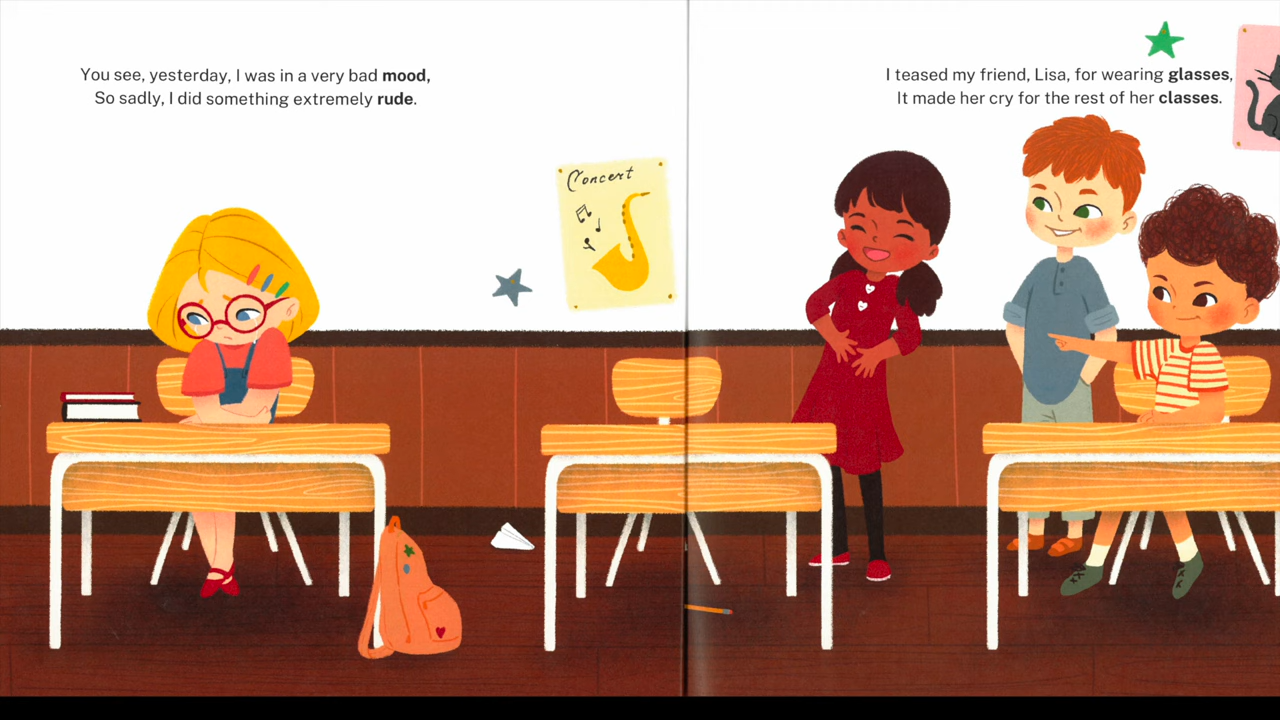 You see, yesterday, I was in a very bad mood,
So sadly, I did something extremely rude.
Concert
I teased my friend, Lisa, for wearing glasses,
It made her cry for the rest of her classes.